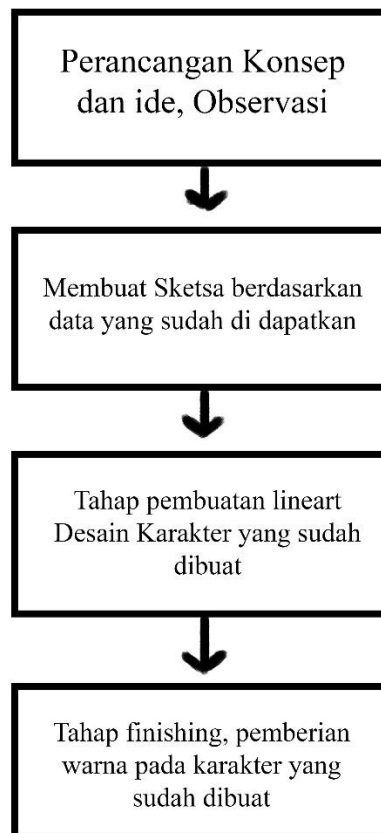 Perancangan Konsep
dan ide, Observasi
Membuat Sketsa berdasarkan
data yang sudah di dapatkan
Tahap pembuatan lineart
Desain Karakter yang sudah
dibuat
Tahap finishing, pemberian
warna pada karakter yang
sudah dibuat